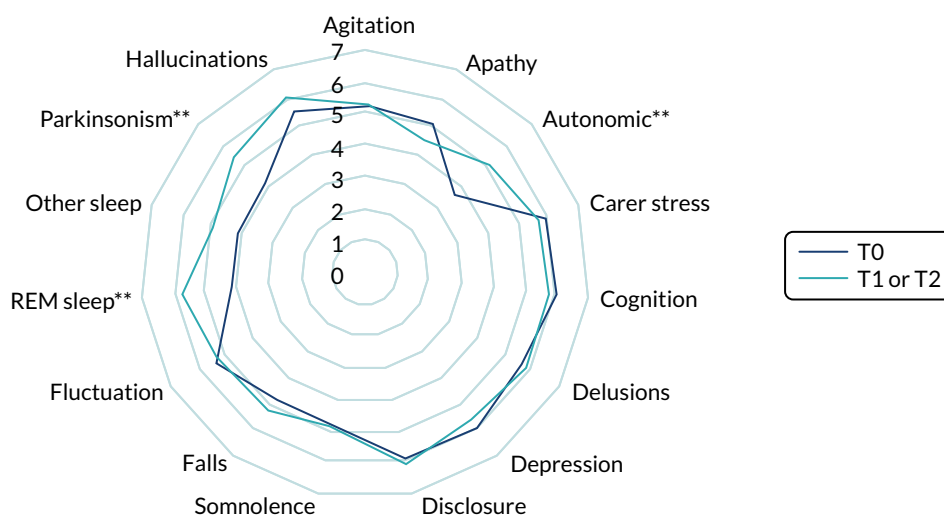 Agitation
Apathy
Autonomic**
Carer stress
Cognition
Delusions
Depression
Disclosure
Somnolence
Falls
Fluctuation
REM sleep**
Other sleep
Parkinsonism**
Hallucinations
7
6
5
4
3
2
1
0
T0
T1 or T2